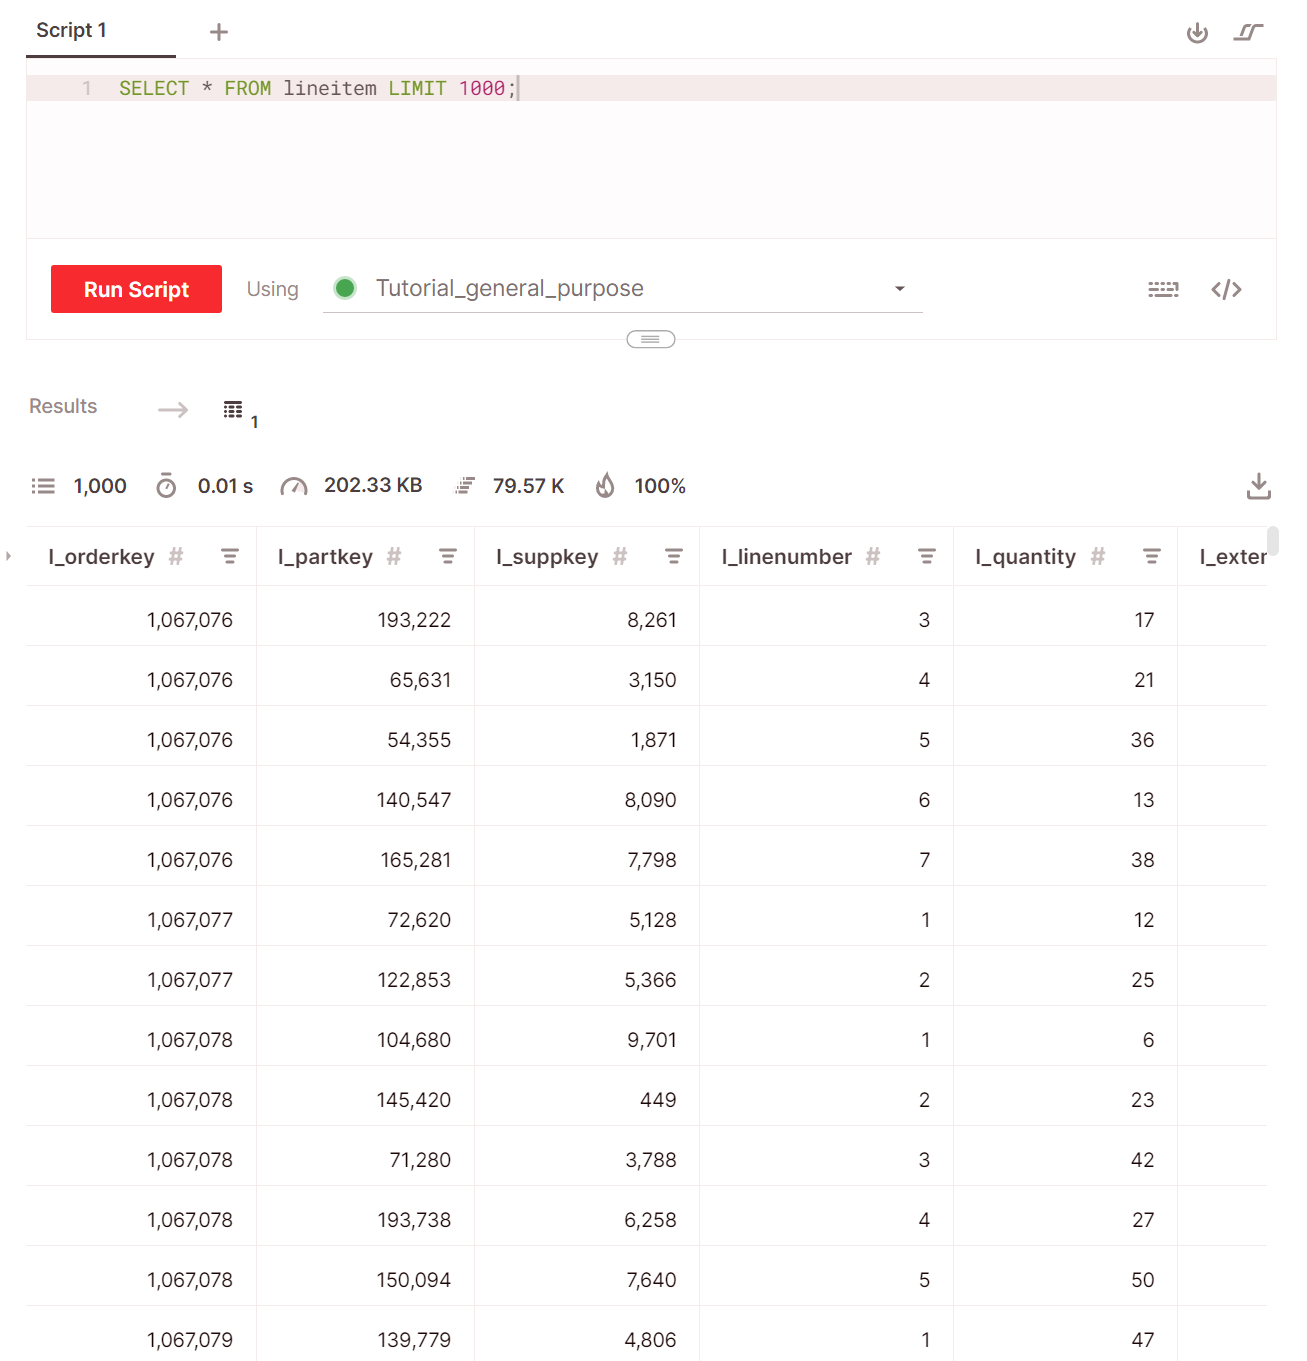 Script 1 +
1 SELECT * FROM lineitem LIMIT 1000;
Run Script Using Tutorial_general_purpose </>
Results 1
1,000 0.01 s 202.33 KB 79.57 K 100%
l_orderkey # l_partkey # l_suppkey # l_linenumber # l_quantity # l_exter
1,067,076 193,222 8,261 3 17
1,067,076 65,631 3,150 4 21
1,067,076 54,355 1,871 5 36
1,067,076 140,547 8,090 6 13
1,067,076 165,281 7,798 7 38
1,067,077 72,620 5,128 1 12
1,067,077 122,853 5,366 2 25
1,067,078 104,680 9,701 1 6
1,067,078 145,420 449 2 23
1,067,078 71,280 3,788 3 42
1,067,078 193,738 6,258 4 27
1,067,078 150,094 7,640 5 50
1,067,079 139,779 4,806 1 47